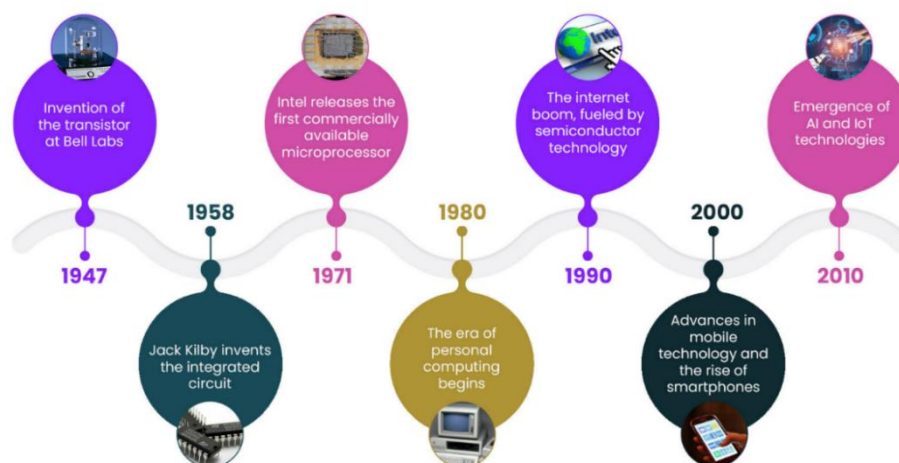 Invention of
the transistor
at Bell Labs
1947
1958
Jack Kilby invents
the integrated
circuit
Intel releases the
first commercially
available
microprocessor
1971
1980
The era of
personal
computing
begins
Inte
The internet
boom, fueled by
semiconductor
technology
1990
2000
Advances in
mobile
technology and
the rise of
smartphones
Emergence of
AI and IoT
technologies
2010